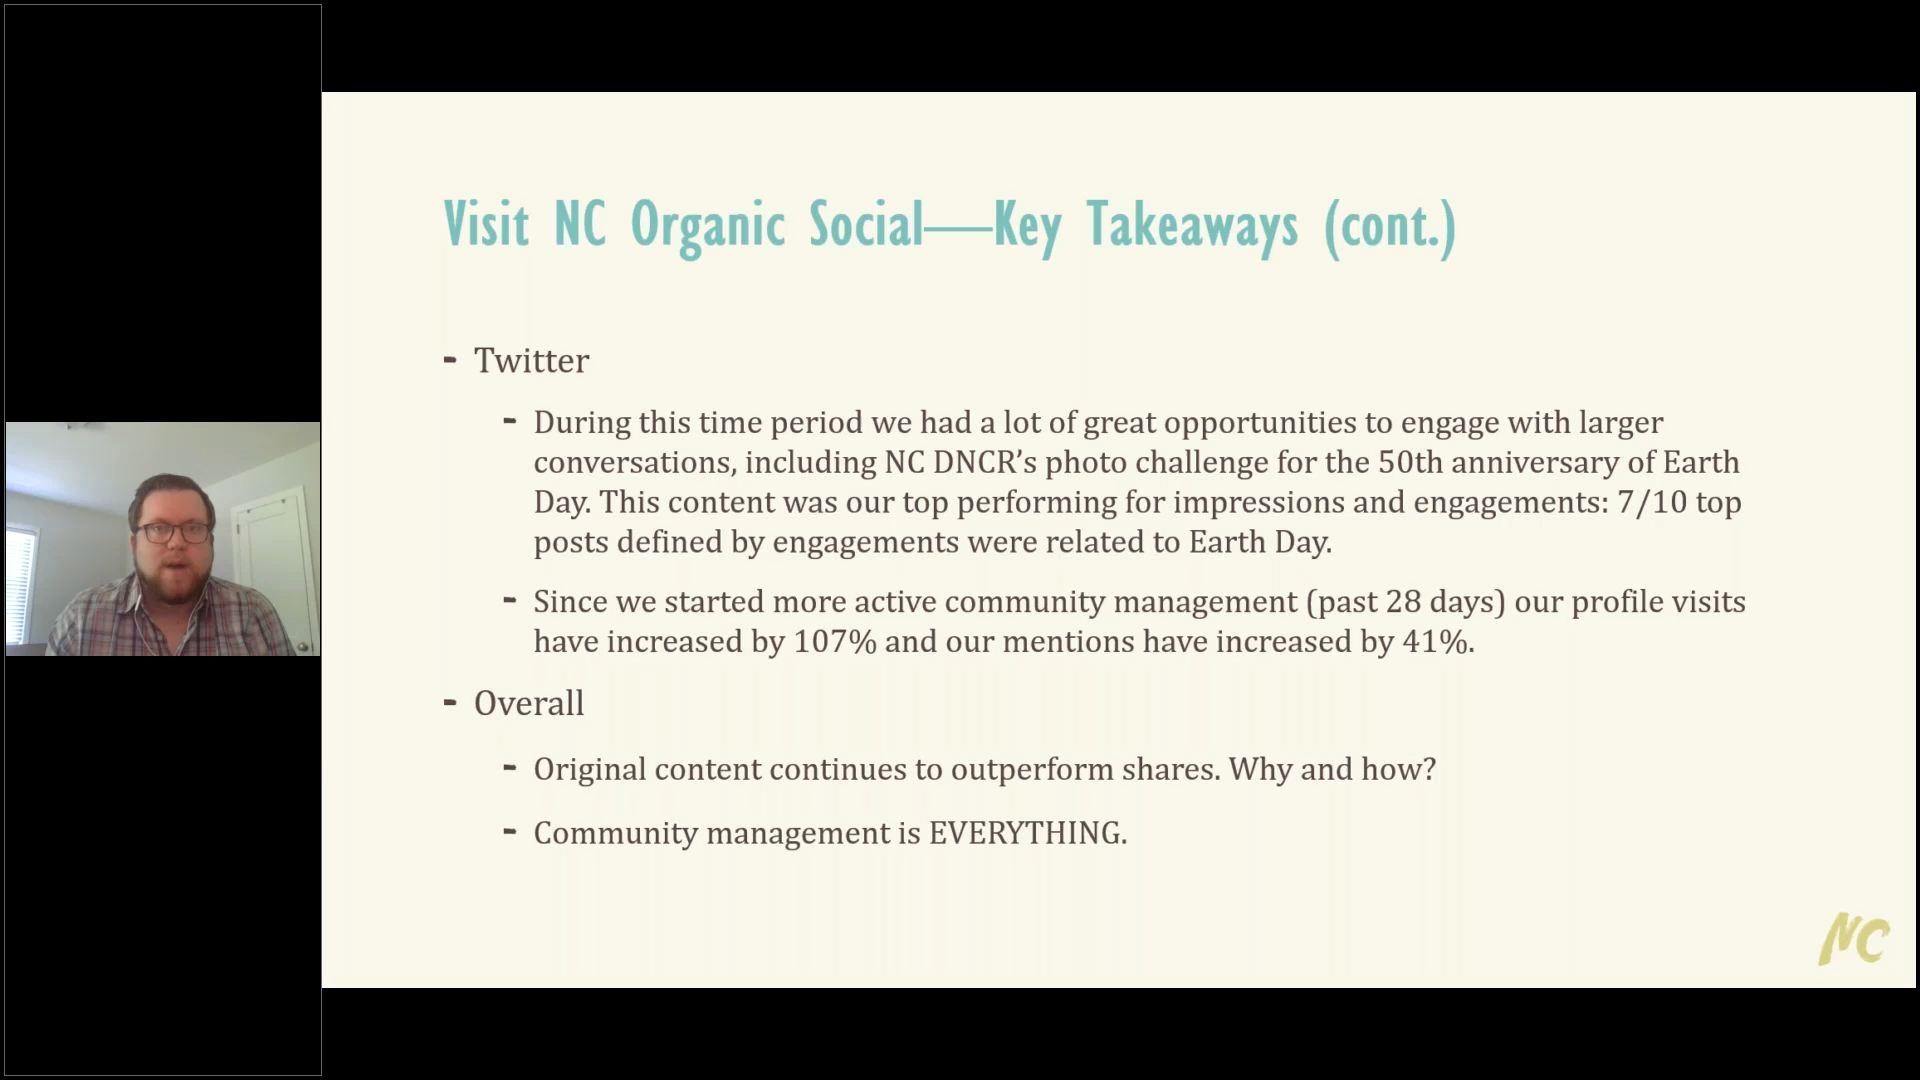 Visit NC Organic Social—Key Takeaways (cont.)
- Twitter
- During this time period we had a lot of great opportunities to engage with larger
conversations, including NC DNCR’s photo challenge for the 50th anniversary of Earth
Day. This content was our top performing for impressions and engagements: 7/10 top
posts defined by engagements were related to Earth Day.
- Since we started more active community management (past 28 days) our profile visits
have increased by 107% and our mentions have increased by 41%.
- Overall
- Original content continues to outperform shares. Why and how?
- Community management is EVERYTHING.
NC